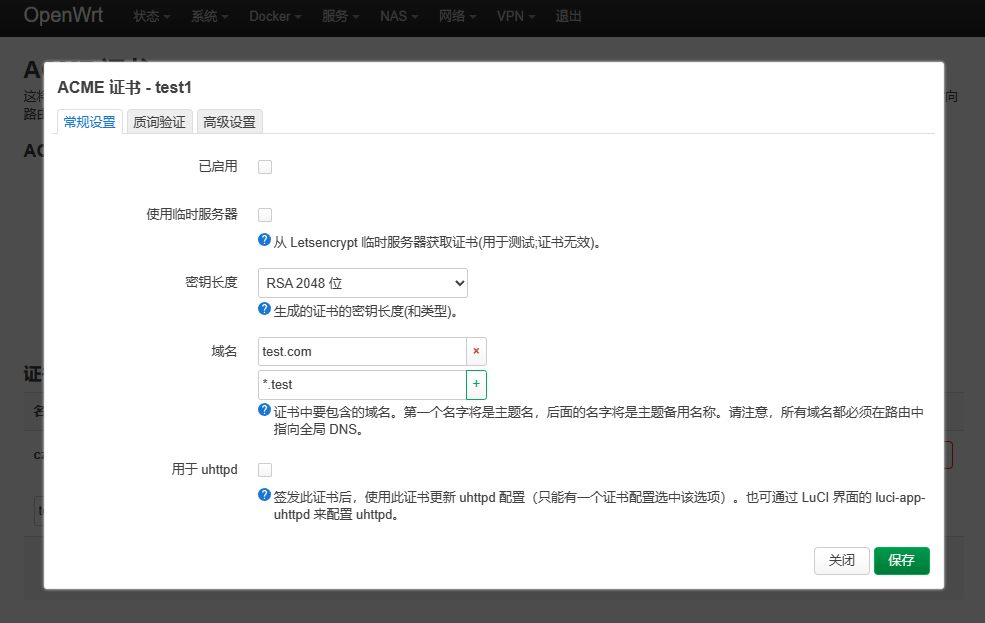 OpenWrt 状态 系统 Docker 服务 NAS 网络 VPN 退出
ACME 证书 - test1
常规设置 质询验证 高级设置
已启用
使用临时服务器
从 Letsencrypt 临时服务器获取证书(用于测试;证书无效)。
密钥长度 RSA 2048 位
生成的证书的密钥长度(和类型)。
域名 test.com ×
*.test +
证书中要包含的域名。第一个名字将是主题名，后面的名字将是主题备用名称。请注意，所有域名都必须在路由中
指向全局 DNS。
用于 uhttpd
签发此证书后，使用此证书更新 uhttpd 配置（只能有一个证书配置选中该选项）。也可通过 LuCI 界面的 luci-app-
uhttpd 来配置 uhttpd。
关闭 保存